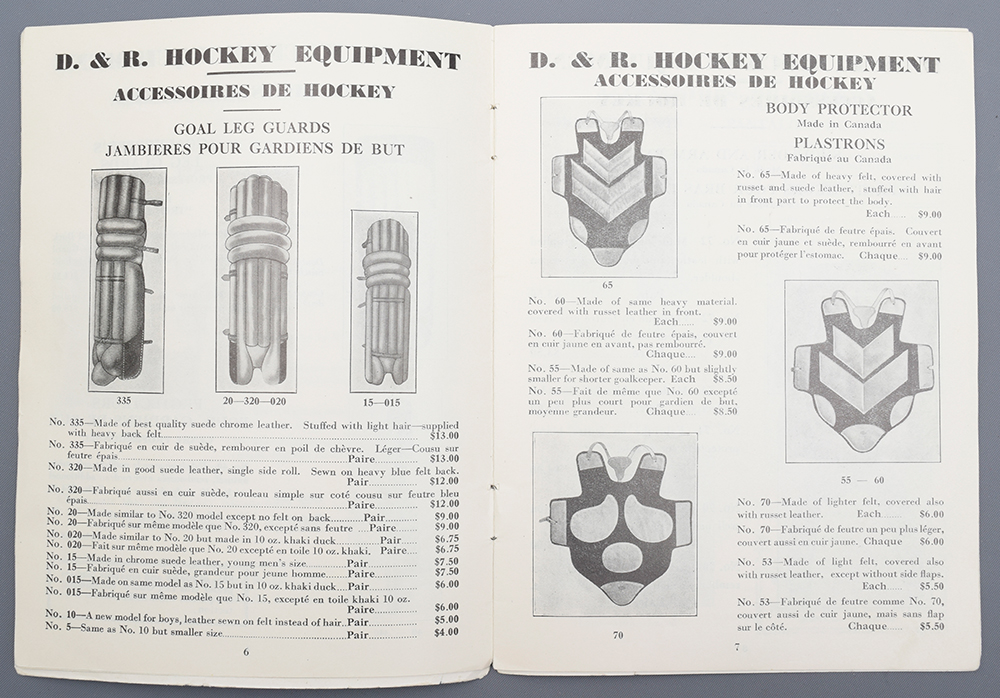 D. & R. HOCKEY EQUIPMENT
ACCESSOIRES DE HOCKEY
GOAL LEG GUARDS
JAMBIERES POUR GARDIENS DE BUT
335
20—320—020
15—015
No. 335—Made of best quality suede chrome leather. Stuffed with light hair—supplied
with heavy back felt.......... $13.00
No. 335—Fabriqué en cuir de suède, rembourrer en poil de chèvre. Léger—Cousu sur
feutre épais.......... Paire.......... $13.00
No. 320—Made in good suede leather, single side roll. Sewn on heavy blue felt back.
Pair.......... $12.00
No. 320—Fabriqué aussi en cuir suède, rouleau simple sur coté cousu sur feutre bleu
épais.......... Paire.......... $12.00
No. 20—Made similar to No. 320 model except no felt on back..........Pair.......... $9.00
No. 20—Fabriqué sur même modèle que No. 320, excepté sans feutre ....Paire.......... $9.00
No. 020—Made similar to No. 20 but made in 10 oz. khaki duck..........Pair.......... $6.75
No. 020—Fait sur même modèle que No. 20 excepté en toile 10 oz. khaki. Paire.... $6.75
No. 15—Made in chrome suede leather, young men's size..........Pair.......... $7.50
No. 15—Fabriqué en cuir suède, grandeur pour jeune homme..........Paire.......... $7.50
No. 015—Made on same model as No. 15 but in 10 oz. khaki duck....Pair.......... $6.00
No. 015—Fabriqué sur même modèle que No. 15, excepté en toile khaki 10 oz.
Paire.......... $6.00
No. 10—A new model for boys, leather sewn on felt instead of hair..Pair.......... $5.00
No. 5—Same as No. 10 but smaller size..........Pair.......... $4.00
6
D. & R. HOCKEY EQUIPMENT
ACCESSOIRES DE HOCKEY
BODY PROTECTOR
Made in Canada
PLASTRONS
Fabriqué au Canada
No. 65—Made of heavy felt, covered with
russet and suede leather, stuffed with hair
in front part to protect the body.
Each..... $9.00
No. 65—Fabriqué de feutre épais. Couvert
en cuir jaune et suède, rembourré en avant
pour protéger l'estomac. Chaque.... $9.00
65
No. 60—Made of same heavy material,
covered with russet leather in front.
Each...... $9.00
No. 60—Fabriqué de feutre épais, couvert
en cuir jaune en avant, pas rembourré.
Chaque.... $9.00
No. 55—Made of same as No. 60 but slightly
smaller for shorter goalkeeper. Each $8.50
No. 55—Fait de même que No. 60 excepté
un peu plus court pour gardien de but,
moyenne grandeur. Chaque.... $8.50
55 — 60
70
No. 70—Made of lighter felt, covered also
with russet leather. Each...... $6.00
No. 70—Fabriqué de feutre un peu plus léger,
couvert aussi en cuir jaune. Chaque $6.00
No. 53—Made of light felt, covered also
with russet leather, except without side flaps.
Each...... $5.50
No. 53—Fabriqué de feutre comme No. 70,
couvert aussi de cuir jaune, mais sans flap
sur le côté. Chaque...... $5.50
7